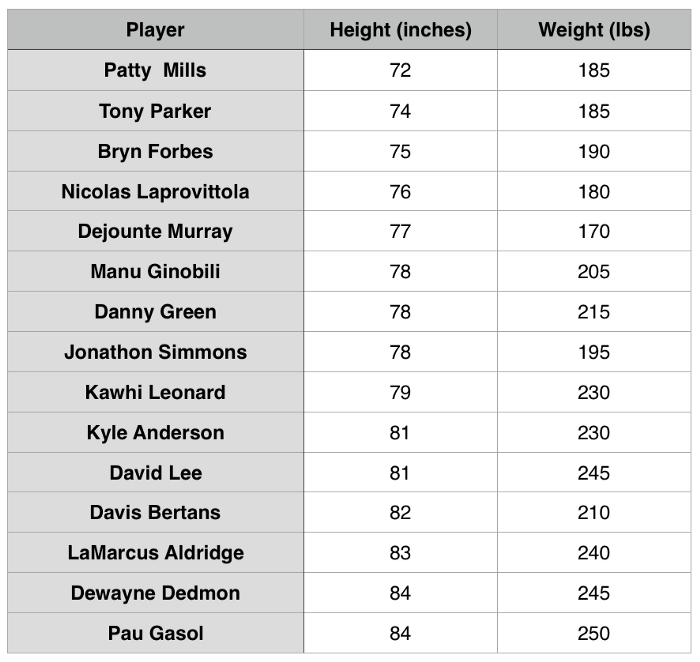 Player Height (inches) Weight (lbs)
Patty Mills 72 185
Tony Parker 74 185
Bryn Forbes 75 190
Nicolas Laprovittola 76 180
Dejounte Murray 77 170
Manu Ginobili 78 205
Danny Green 78 215
Jonathon Simmons 78 195
Kawhi Leonard 79 230
Kyle Anderson 81 230
David Lee 81 245
Davis Bertans 82 210
LaMarcus Aldridge 83 240
Dewayne Dedmon 84 245
Pau Gasol 84 250